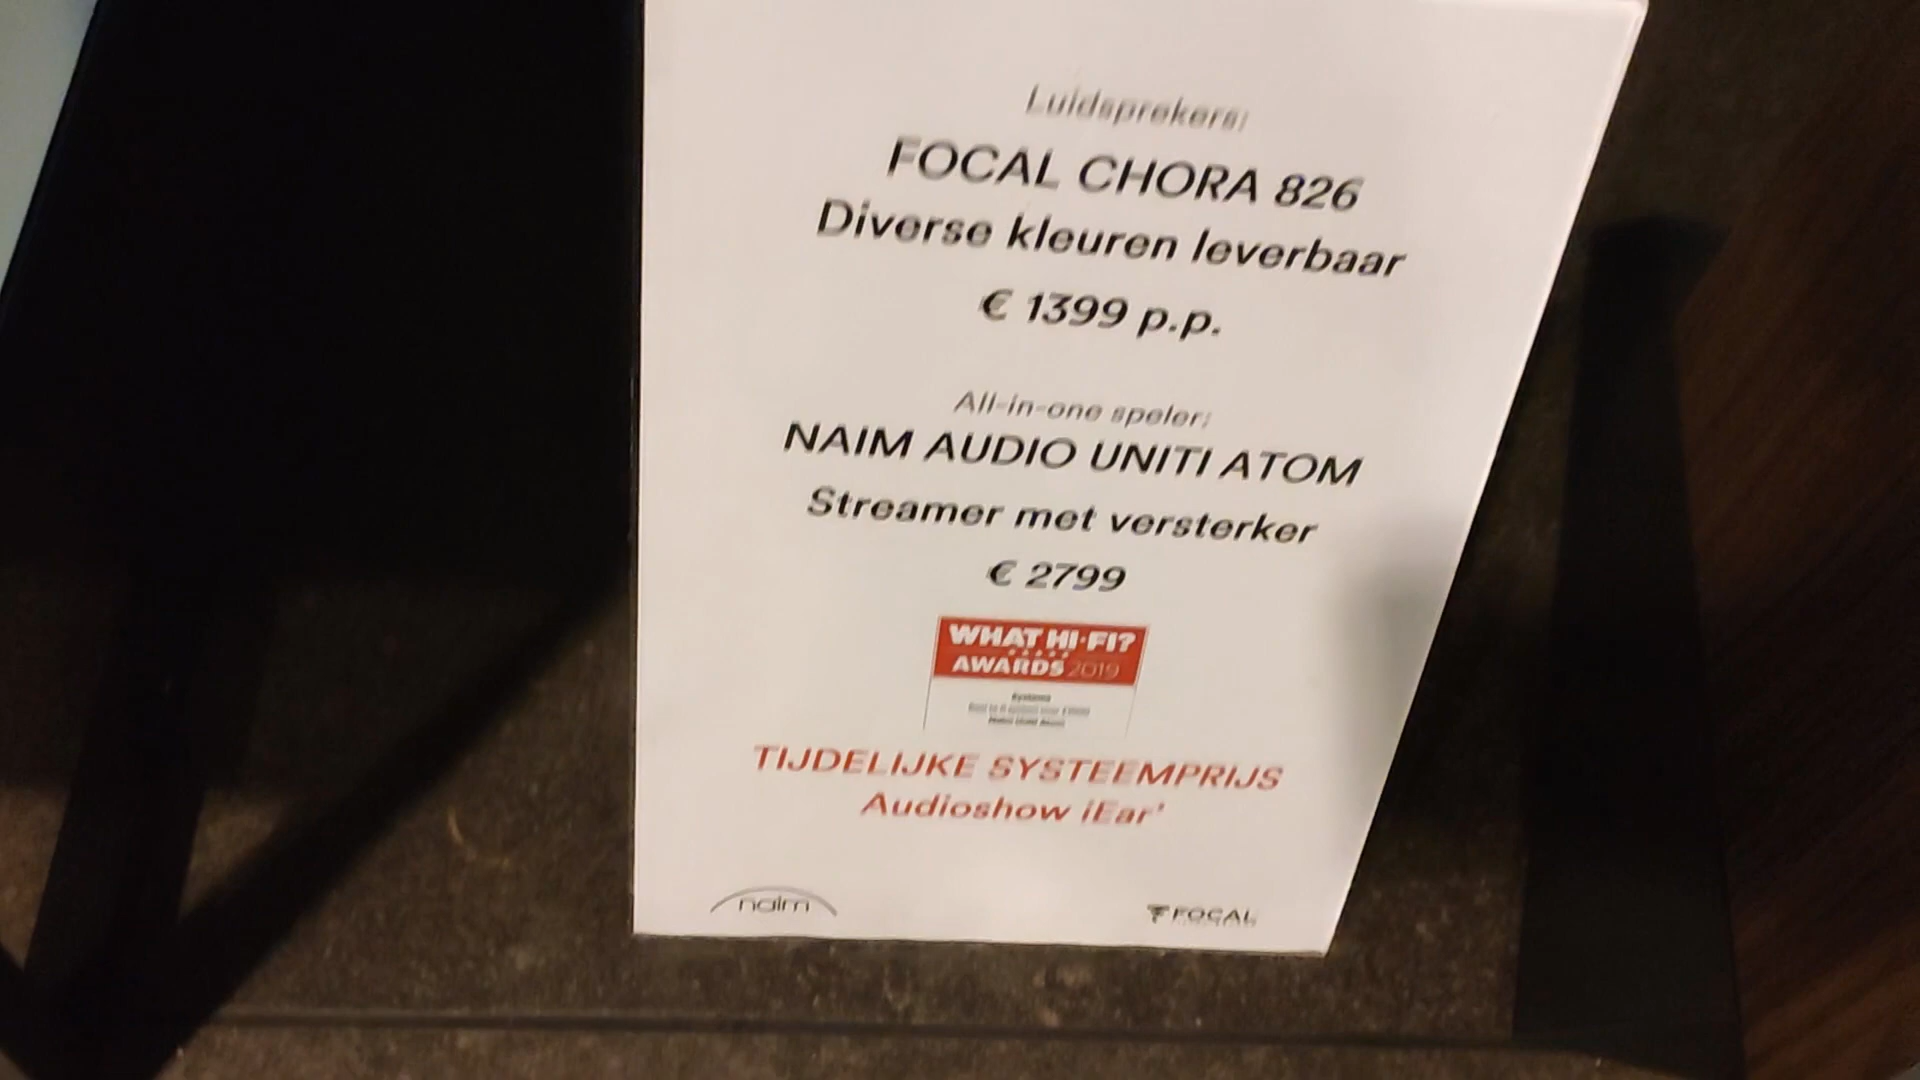 Luidsprekers:
FOCAL CHORA 826
Diverse kleuren leverbaar
€ 1399 p.p.
All-in-one speler:
NAIM AUDIO UNITI ATOM
Streamer met versterker
€ 2799
WHAT HI-FI?
AWARDS 2019
Systems
TIJDELIJKE SYSTEEMPRIJS
Audioshow iEar'
naim
FOCAL